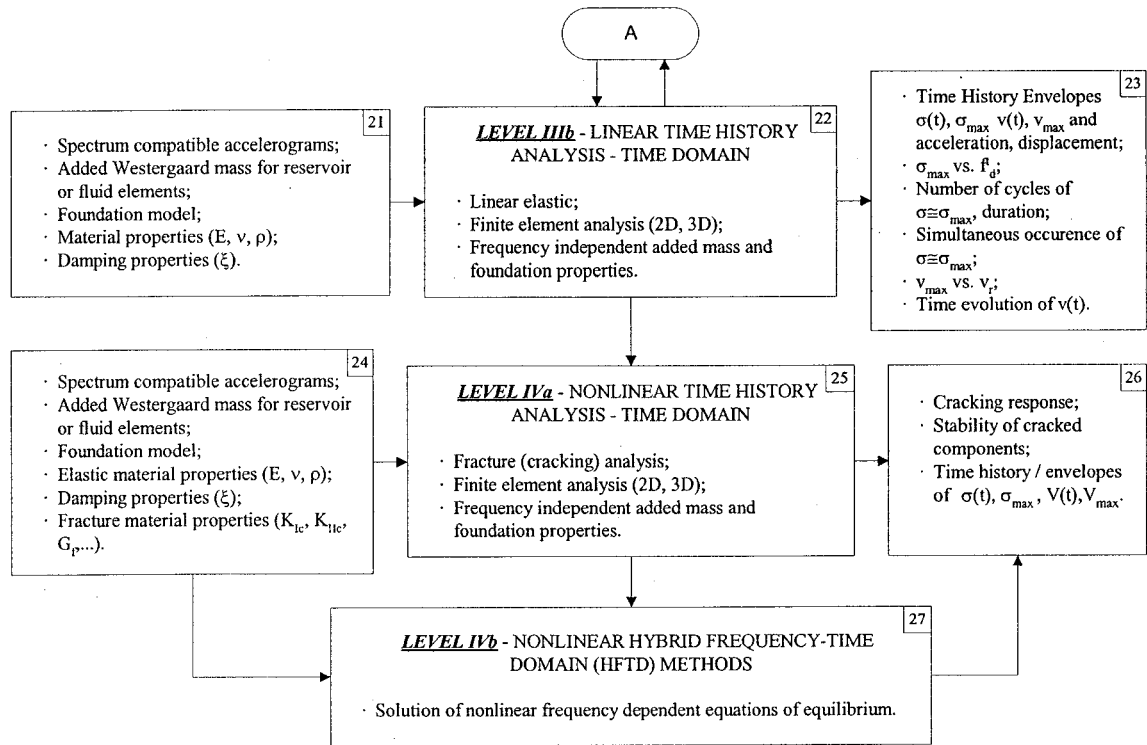 A
21
· Spectrum compatible accelerograms;
· Added Westergaard mass for reservoir
or fluid elements;
· Foundation model;
· Material properties (E, ν, ρ);
· Damping properties (ξ).
22
LEVEL IIIb - LINEAR TIME HISTORY
ANALYSIS - TIME DOMAIN
· Linear elastic;
· Finite element analysis (2D, 3D);
· Frequency independent added mass and
foundation properties.
23
· Time History Envelopes
σ(t), σmax v(t), vmax and
acceleration, displacement;
· σmax vs. fᵗd;
· Number of cycles of
σ≅σmax, duration;
· Simultaneous occurence of
σ≅σmax;
· vmax vs. vr;
· Time evolution of v(t).
24
· Spectrum compatible accelerograms;
· Added Westergaard mass for reservoir
or fluid elements;
· Foundation model;
· Elastic material properties (E, ν, ρ);
· Damping properties (ξ);
· Fracture material properties (KIc, KIIc,
Gf,...).
25
LEVEL IVa - NONLINEAR TIME HISTORY
ANALYSIS - TIME DOMAIN
· Fracture (cracking) analysis;
· Finite element analysis (2D, 3D);
· Frequency independent added mass and
foundation properties.
26
· Cracking response;
· Stability of cracked
components;
· Time history / envelopes
of σ(t), σmax, V(t),Vmax.
27
LEVEL IVb - NONLINEAR HYBRID FREQUENCY-TIME
DOMAIN (HFTD) METHODS
· Solution of nonlinear frequency dependent equations of equilibrium.